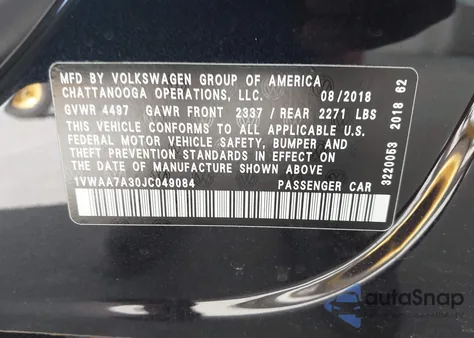 MFD BY VOLKSWAGEN GROUP OF AMERICA
CHATTANOOGA OPERATIONS, LLC. 08/2018
GVWR 4497 GAWR FRONT 2337 / REAR 2271 LBS
THIS VEHICLE CONFORMS TO ALL APPLICABLE U.S.
FEDERAL MOTOR VEHICLE SAFETY, BUMPER AND
THEFT PREVENTION STANDARDS IN EFFECT ON
THE DATE OF MANUFACTURE SHOWN ABOVE
1VWAA7A30JC049084 PASSENGER CAR
3220053 2018 62
autoSnap